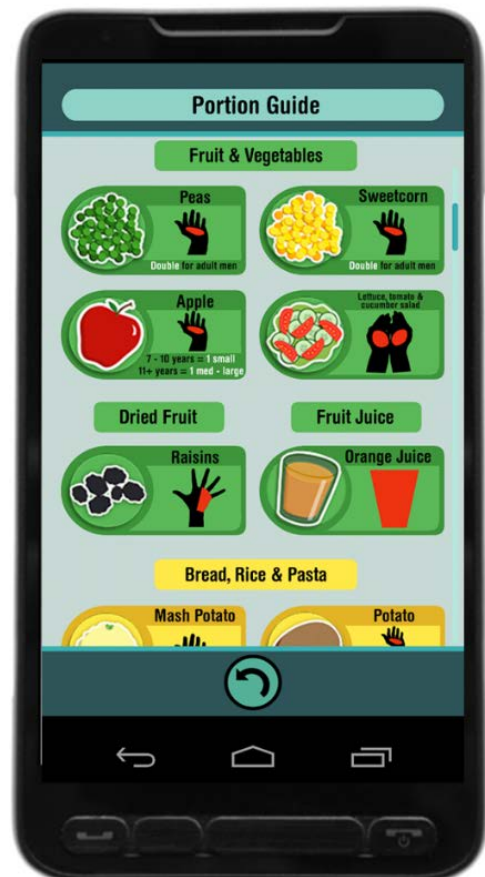 Portion Guide
Fruit & Vegetables
Peas
Double for adult men
Sweetcorn
Double for adult men
Apple
7 - 10 years = 1 small
11+ years = 1 med - large
Lettuce, tomato &
cucumber salad
Dried Fruit
Fruit Juice
Raisins
Orange Juice
Bread, Rice & Pasta
Mash Potato
Potato